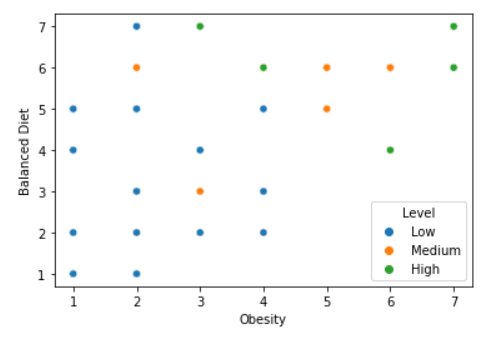 7
6
5
4
3
2
1
Balanced Diet
Level
Low
Medium
High
1 2 3 4 5 6 7
Obesity